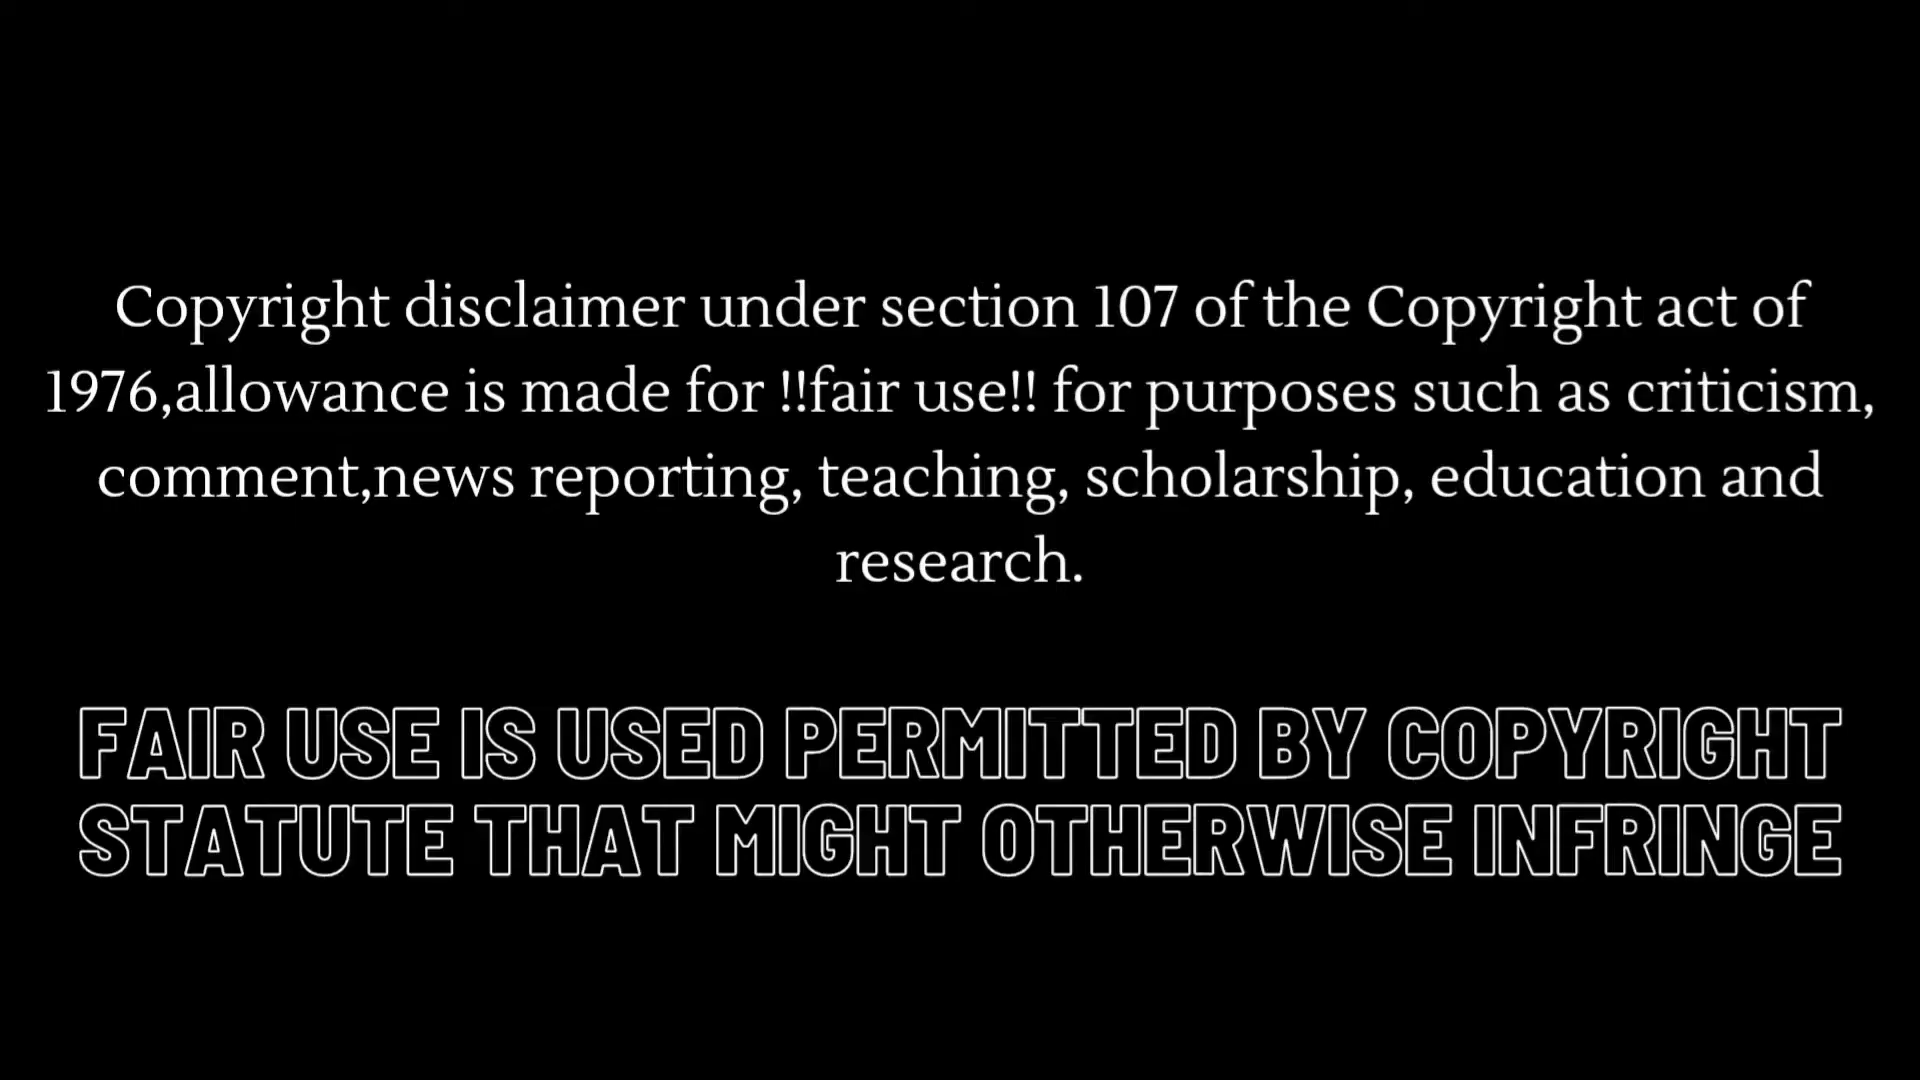 Copyright disclaimer under section 107 of the Copyright act of
1976,allowance is made for !!fair use!! for purposes such as criticism,
comment,news reporting, teaching, scholarship, education and
research.
FAIR USE IS USED PERMITTED BY COPYRIGHT
STATUTE THAT MIGHT OTHERWISE INFRINGE